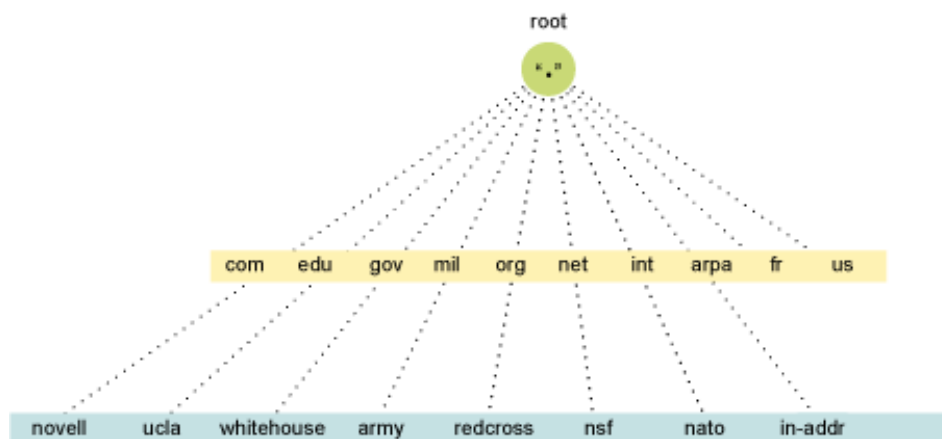 root
"."
com edu gov mil org net int arpa fr us
novell ucla whitehouse army redcross nsf nato in-addr